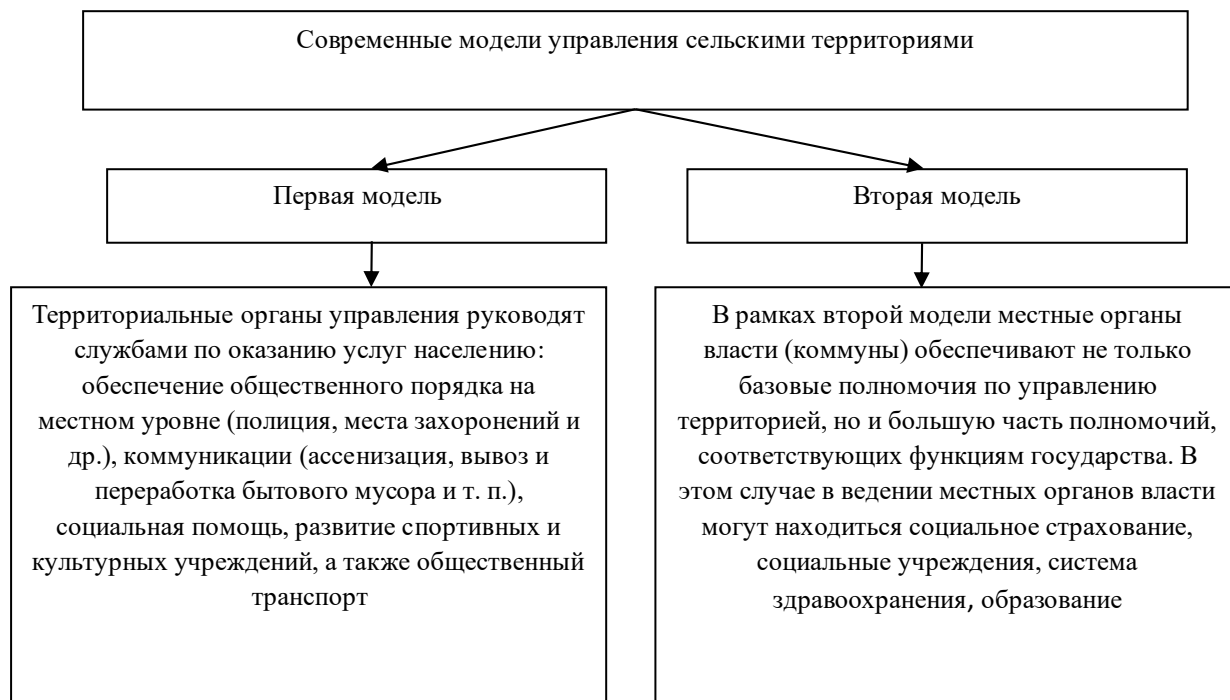 Современные модели управления сельскими территориями
Первая модель
Вторая модель
Территориальные органы управления руководят
службами по оказанию услуг населению:
обеспечение общественного порядка на
местном уровне (полиция, места захоронений и
др.), коммуникации (ассенизация, вывоз и
переработка бытового мусора и т. п.),
социальная помощь, развитие спортивных и
культурных учреждений, а также общественный
транспорт
В рамках второй модели местные органы
власти (коммуны) обеспечивают не только
базовые полномочия по управлению
территорией, но и большую часть полномочий,
соответствующих функциям государства. В
этом случае в ведении местных органов власти
могут находиться социальное страхование,
социальные учреждения, система
здравоохранения, образование